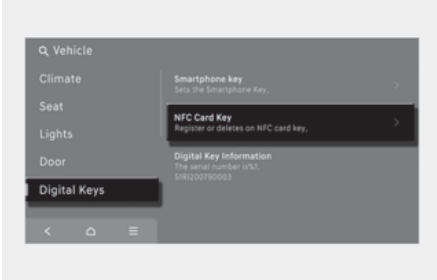 Vehicle
Climate
Seat
Lights
Door
Digital Keys
Smartphone key
Sets the Smartphone Key,
NFC Card Key
Register or deletes on NFC card key,
Digital Key Information
The serial number is%1,
SIRI200790003